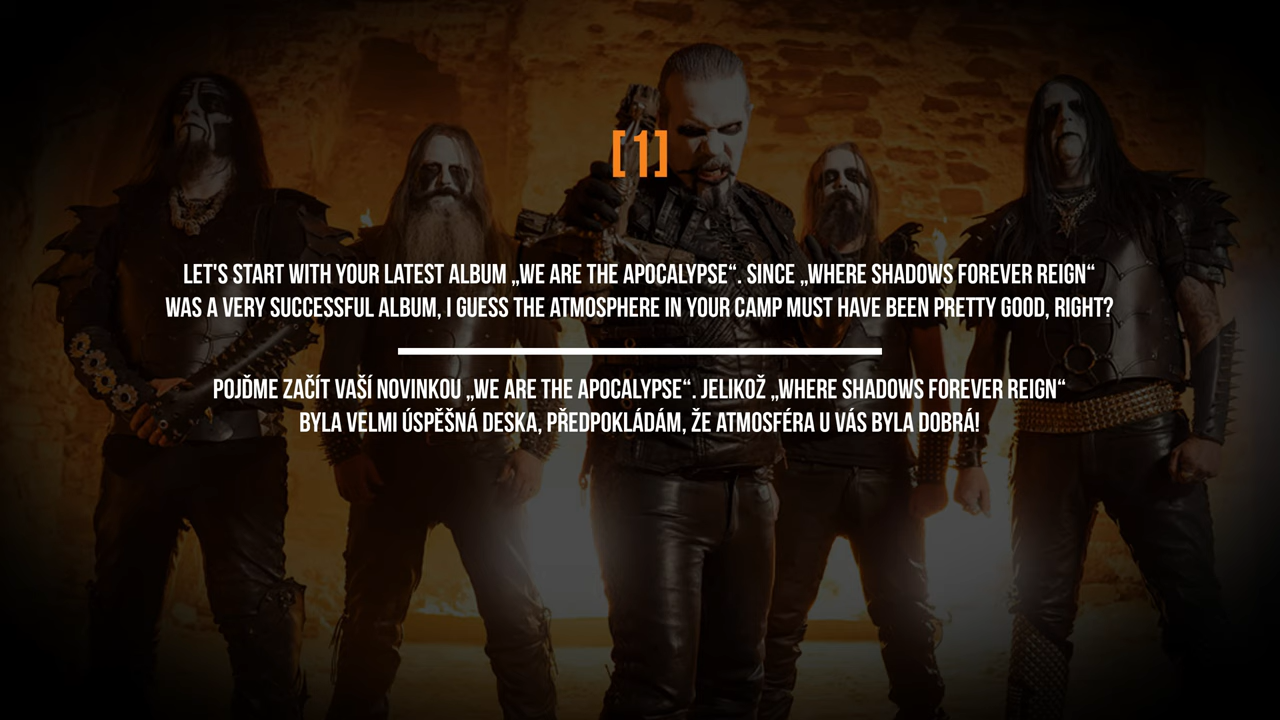 [1]
LET'S START WITH YOUR LATEST ALBUM „WE ARE THE APOCALYPSE“. SINCE „WHERE SHADOWS FOREVER REIGN“
WAS A VERY SUCCESSFUL ALBUM, I GUESS THE ATMOSPHERE IN YOUR CAMP MUST HAVE BEEN PRETTY GOOD, RIGHT?
POJĎME ZAČÍT VAŠÍ NOVINKOU „WE ARE THE APOCALYPSE“. JELIKOŽ „WHERE SHADOWS FOREVER REIGN“
BYLA VELMI ÚSPĚŠNÁ DESKA, PŘEDPOKLÁDÁM, ŽE ATMOSFÉRA U VÁS BYLA DOBRÁ!